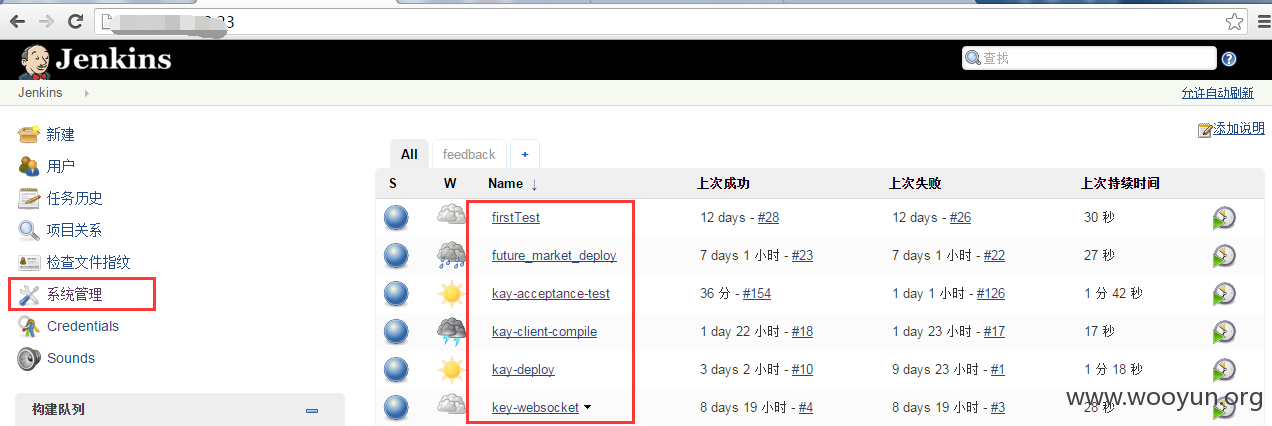 Jenkins
查找
Jenkins
允许自动刷新
新建
用户
任务历史
项目关系
检查文件指纹
系统管理
Credentials
Sounds
构建队列
添加说明
All feedback +
S W Name ↓ 上次成功 上次失败 上次持续时间
firstTest 12 days - #28 12 days - #26 30 秒
future_market_deploy 7 days 1 小时 - #23 7 days 1 小时 - #22 27 秒
kay-acceptance-test 36 分 - #154 1 day 1 小时 - #126 1 分 42 秒
kay-client-compile 1 day 22 小时 - #18 1 day 23 小时 - #17 17 秒
kay-deploy 3 days 2 小时 - #10 9 days 23 小时 - #1 1 分 18 秒
key-websocket 8 days 19 小时 - #4 8 days 19 小时 - #3 28 秒
www.wooyun.org